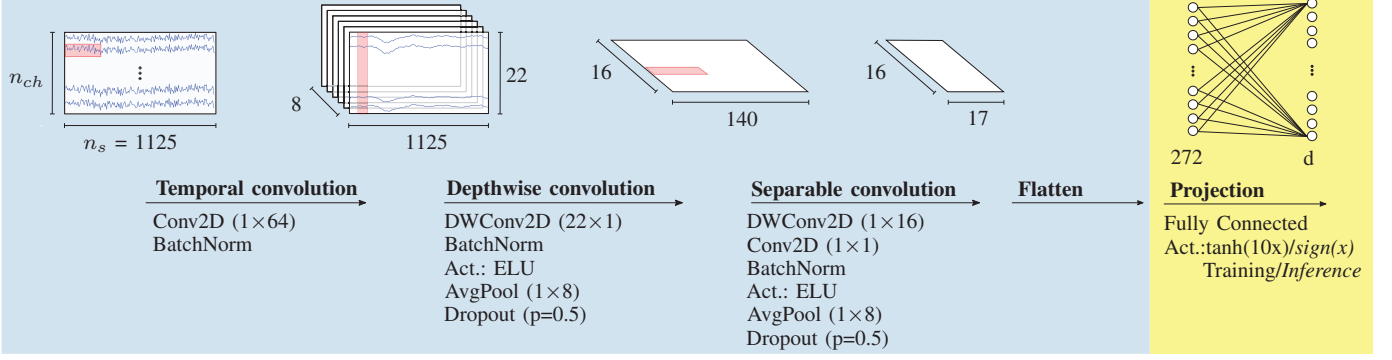 n_ch
n_s = 1125
8
22
1125
16
140
16
17
272
d
Temporal convolution
Conv2D (1×64)
BatchNorm
Depthwise convolution
DWConv2D (22×1)
BatchNorm
Act.: ELU
AvgPool (1×8)
Dropout (p=0.5)
Separable convolution
DWConv2D (1×16)
Conv2D (1×1)
BatchNorm
Act.: ELU
AvgPool (1×8)
Dropout (p=0.5)
Flatten
Projection
Fully Connected
Act.:tanh(10x)/sign(x)
Training/Inference